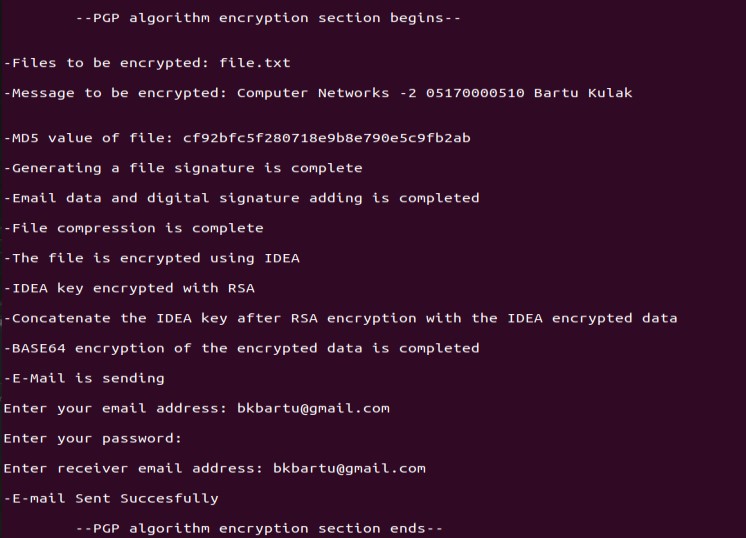 --PGP algorithm encryption section begins--
-Files to be encrypted: file.txt
-Message to be encrypted: Computer Networks -2 05170000510 Bartu Kulak
-MD5 value of file: cf92bfc5f280718e9b8e790e5c9fb2ab
-Generating a file signature is complete
-Email data and digital signature adding is completed
-File compression is complete
-The file is encrypted using IDEA
-IDEA key encrypted with RSA
-Concatenate the IDEA key after RSA encryption with the IDEA encrypted data
-BASE64 encryption of the encrypted data is completed
-E-Mail is sending
Enter your email address: bkbartu@gmail.com
Enter your password:
Enter receiver email address: bkbartu@gmail.com
-E-mail Sent Succesfully
--PGP algorithm encryption section ends--